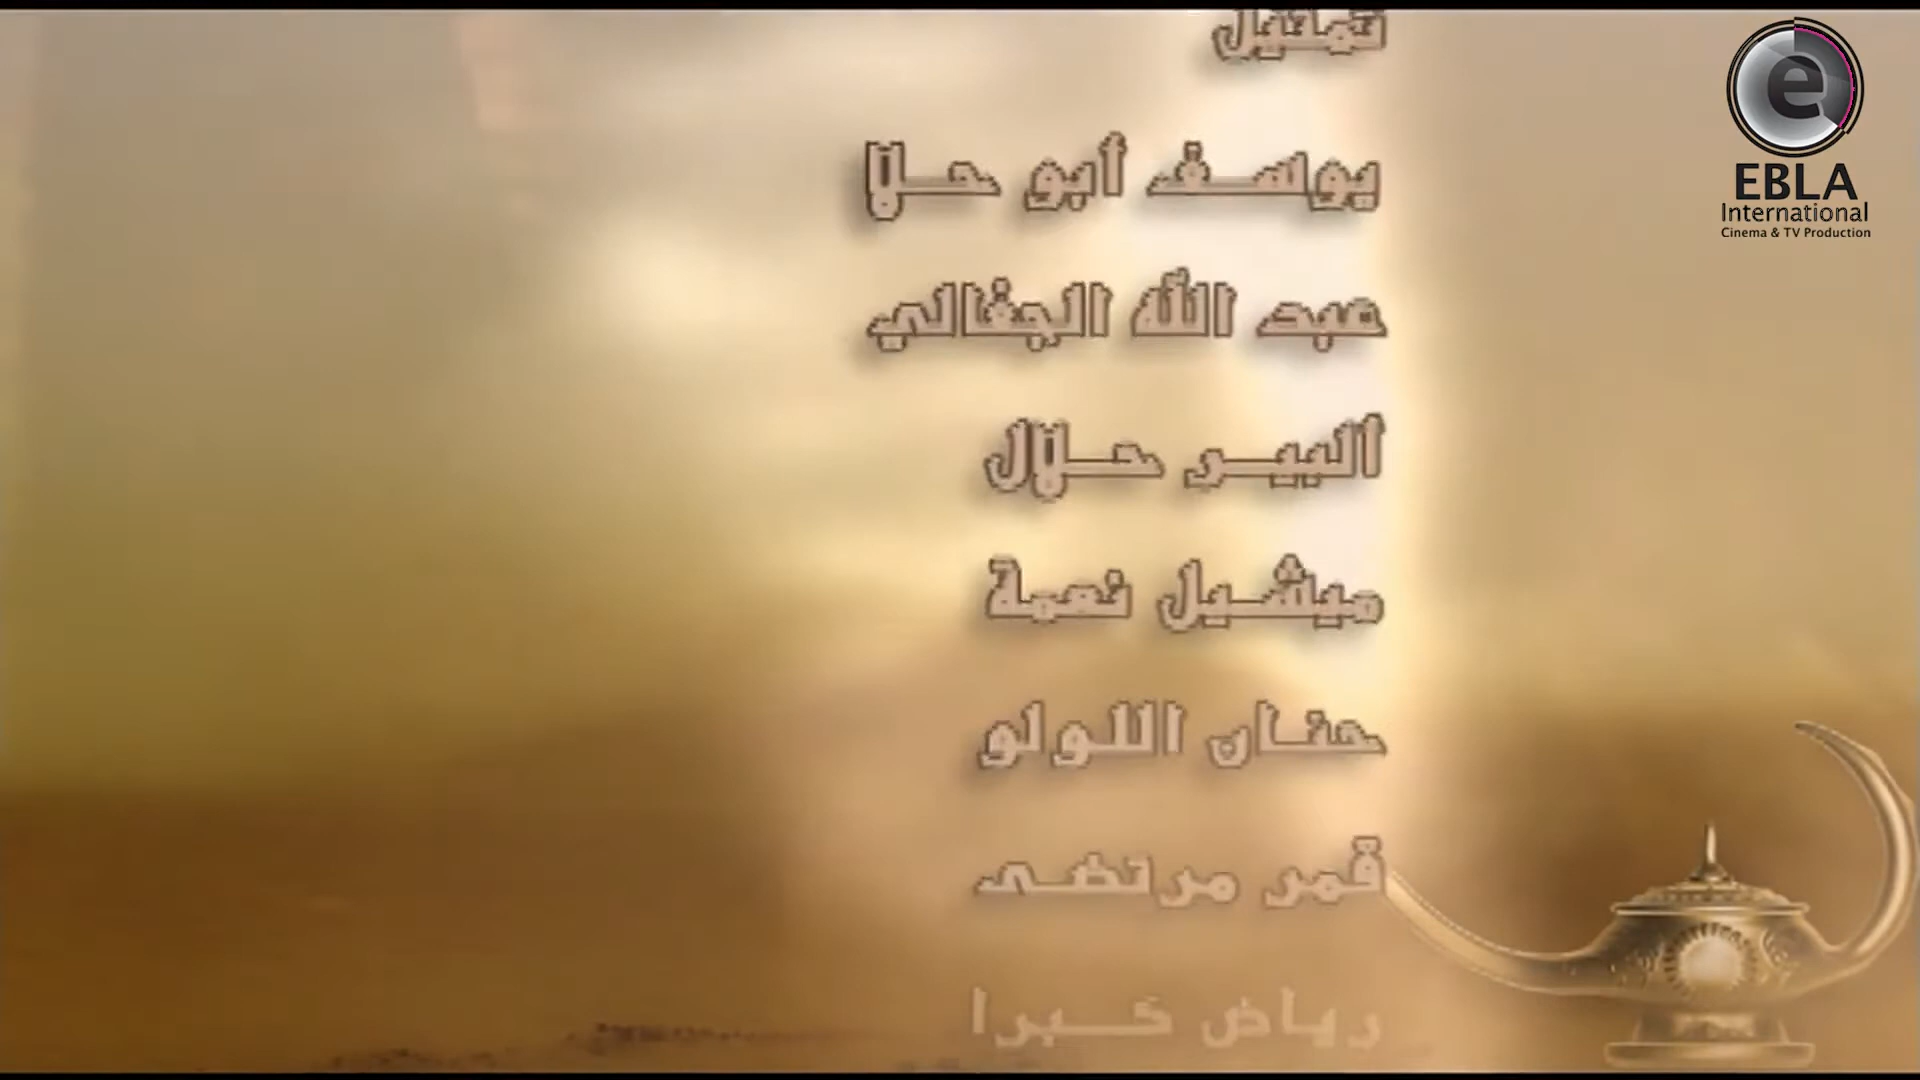 تمثيل
يوسف أبو حلا
عبد الله الجفالي
ألبير حلال
ميشيل نعمة
حنان اللولو
قمر مرتضى
رياض كبرا
e
EBLA
International
Cinema & TV Production